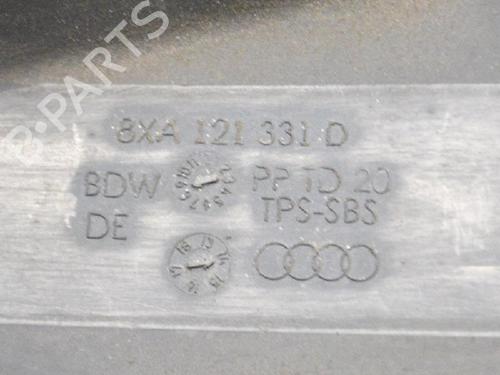 B-PARTS
8XA 121 331 D
BDW PP TD 20
DE TPS-SBS